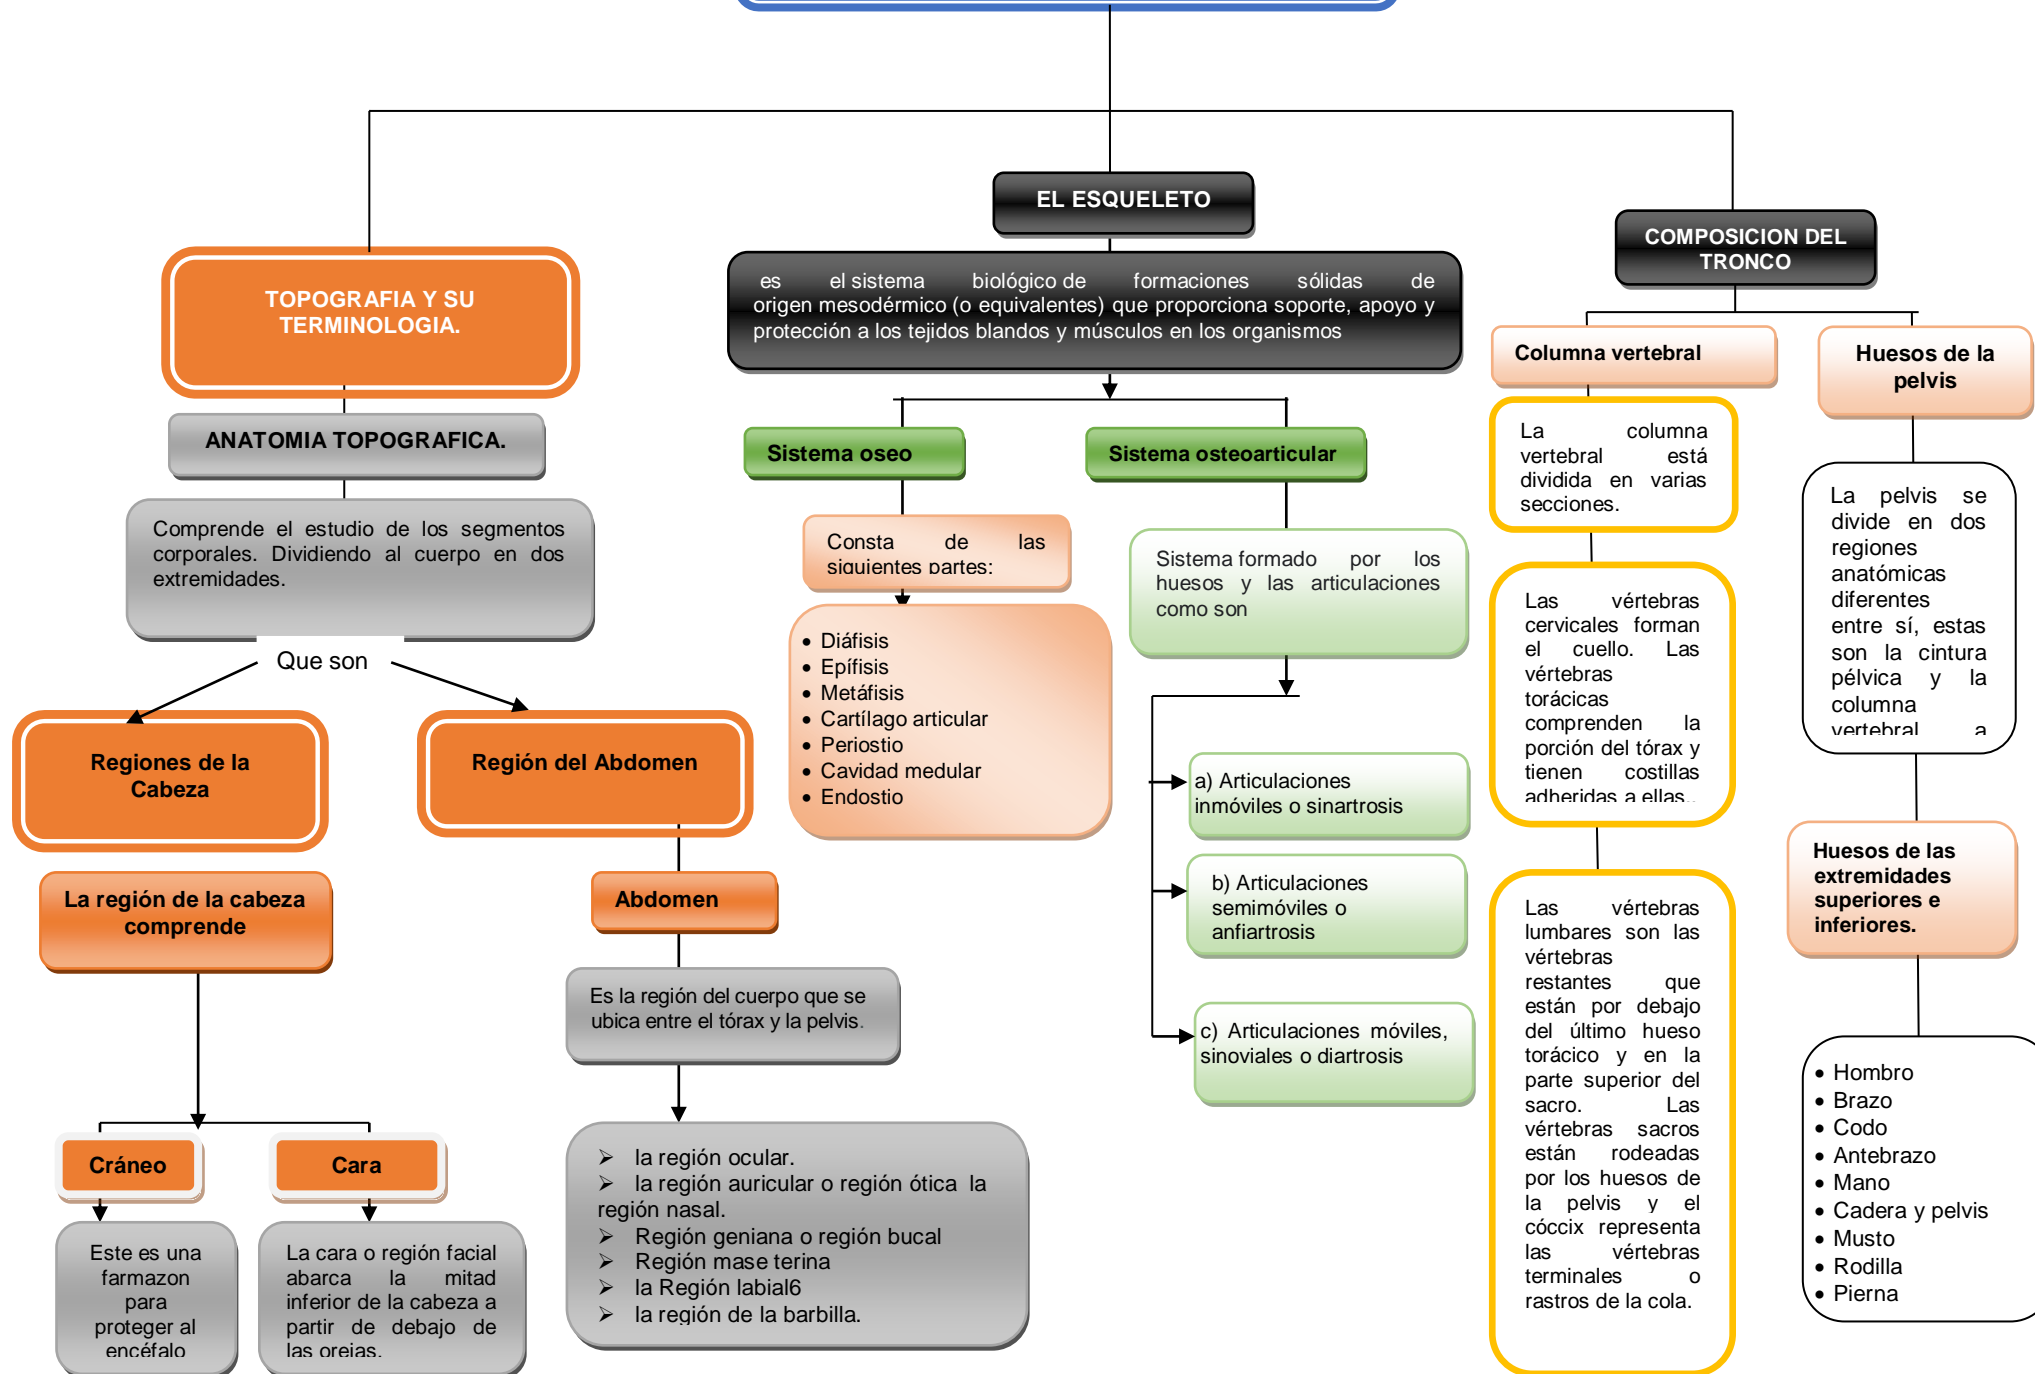 EL ESQUELETO
es el sistema biológico de formaciones sólidas de
origen mesodérmico (o equivalentes) que proporciona soporte, apoyo y
protección a los tejidos blandos y músculos en los organismos
COMPOSICION DEL
TRONCO
TOPOGRAFIA Y SU
TERMINOLOGIA.
ANATOMIA TOPOGRAFICA.
Comprende el estudio de los segmentos
corporales. Dividiendo al cuerpo en dos
extremidades.
Que son
Regiones de la
Cabeza
Región del Abdomen
La región de la cabeza
comprende
Abdomen
Es la región del cuerpo que se
ubica entre el tórax y la pelvis.
Cráneo
Cara
Este es una
farmazon
para
proteger al
encéfalo
La cara o región facial
abarca la mitad
inferior de la cabeza a
partir de debajo de
las orejas.
➢ la región ocular.
➢ la región auricular o región ótica la
región nasal.
➢ Región geniana o región bucal
➢ Región mase terina
➢ la Región labial6
➢ la región de la barbilla.
Sistema oseo
Consta de las
siguientes partes:
• Diáfisis
• Epífisis
• Metáfisis
• Cartílago articular
• Periostio
• Cavidad medular
• Endostio
Sistema osteoarticular
Sistema formado por los
huesos y las articulaciones
como son
a) Articulaciones
inmóviles o sinartrosis
b) Articulaciones
semimóviles o
anfiartrosis
c) Articulaciones móviles,
sinoviales o diartrosis
Columna vertebral
La columna
vertebral está
dividida en varias
secciones.
Las vértebras
cervicales forman
el cuello. Las
vértebras
torácicas
comprenden la
porción del tórax y
tienen costillas
adheridas a ellas..
Las vértebras
lumbares son las
vértebras
restantes que
están por debajo
del último hueso
torácico y en la
parte superior del
sacro. Las
vértebras sacros
están rodeadas
por los huesos de
la pelvis y el
cóccix representa
las vértebras
terminales o
rastros de la cola.
Huesos de la
pelvis
La pelvis se
divide en dos
regiones
anatómicas
diferentes
entre sí, estas
son la cintura
pélvica y la
columna
vertebral a
Huesos de las
extremidades
superiores e
inferiores.
• Hombro
• Brazo
• Codo
• Antebrazo
• Mano
• Cadera y pelvis
• Musto
• Rodilla
• Pierna